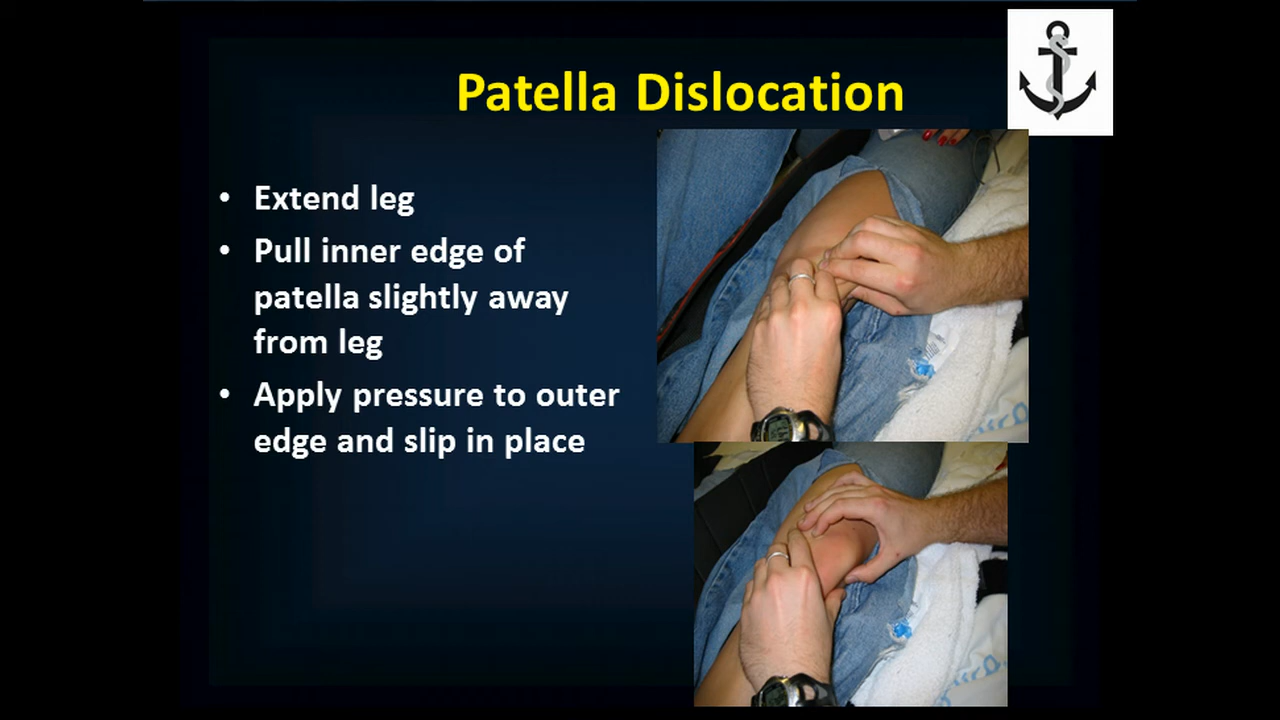 Patella Dislocation
• Extend leg
• Pull inner edge of
patella slightly away
from leg
• Apply pressure to outer
edge and slip in place